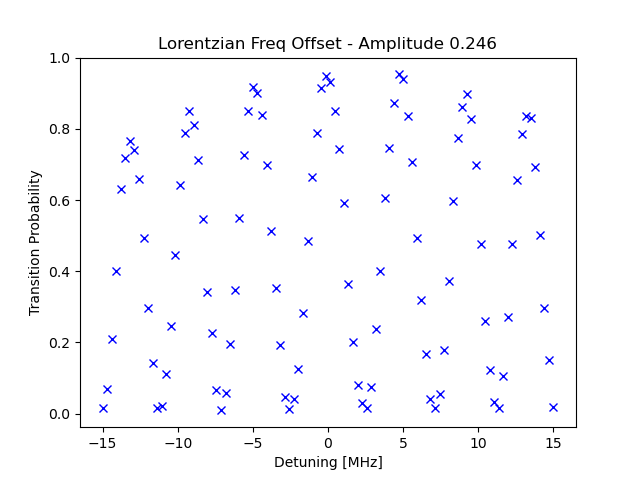 Lorentzian Freq Offset - Amplitude 0.246
1.0
0.8
0.6
0.4
0.2
0.0
Transition Probability
−15 −10 −5 0 5 10 15
Detuning [MHz]